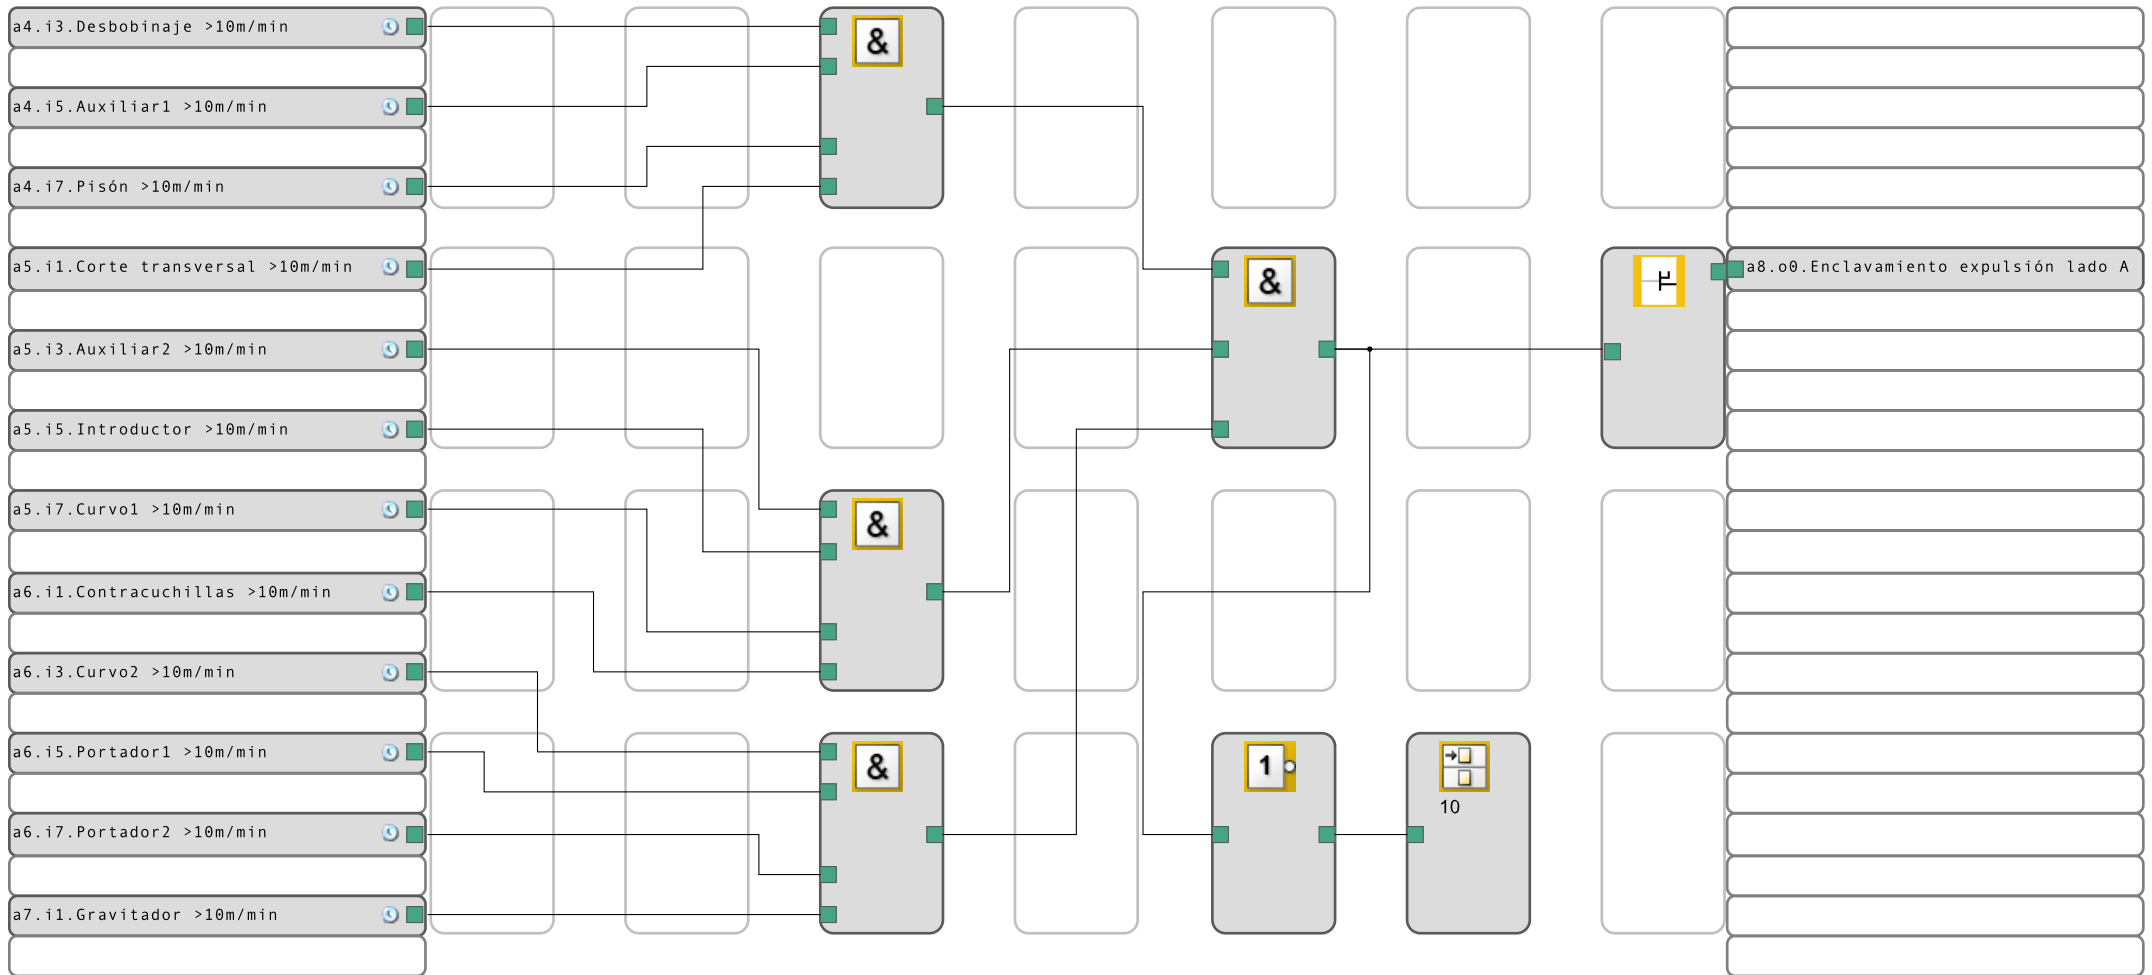 a4.i3.Desbobinaje >10m/min
&
a4.i5.Auxiliar1 >10m/min
a4.i7.Pisón >10m/min
a5.i1.Corte transversal >10m/min
&
a8.o0.Enclavamiento expulsión lado A
a5.i3.Auxiliar2 >10m/min
a5.i5.Introductor >10m/min
a5.i7.Curvo1 >10m/min
&
a6.i1.Contracuchillas >10m/min
a6.i3.Curvo2 >10m/min
a6.i5.Portador1 >10m/min
&
1
10
a6.i7.Portador2 >10m/min
a7.i1.Gravitador >10m/min